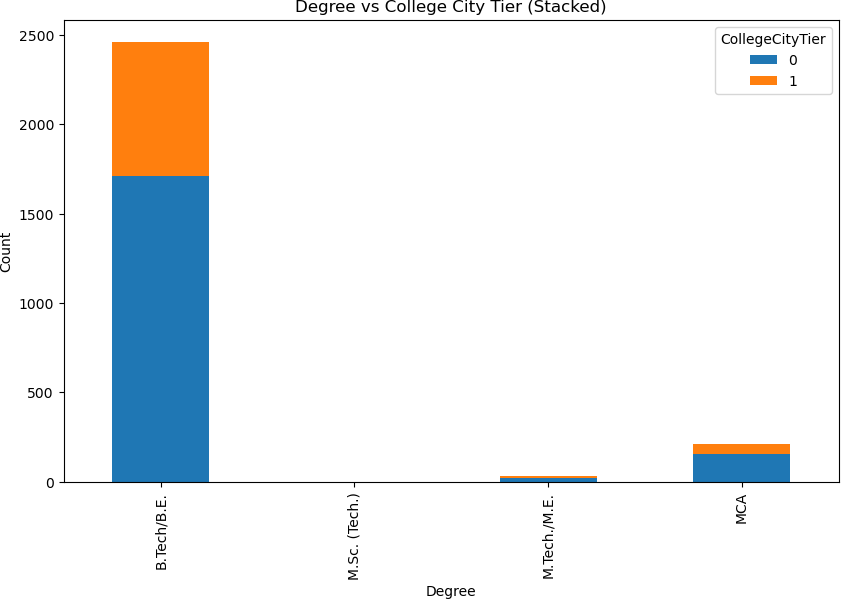 Degree vs College City Tier (Stacked)
CollegeCityTier
0
1
2500
2000
1500
1000
500
0
Count
B.Tech/B.E.
M.Sc. (Tech.)
M.Tech./M.E.
MCA
Degree